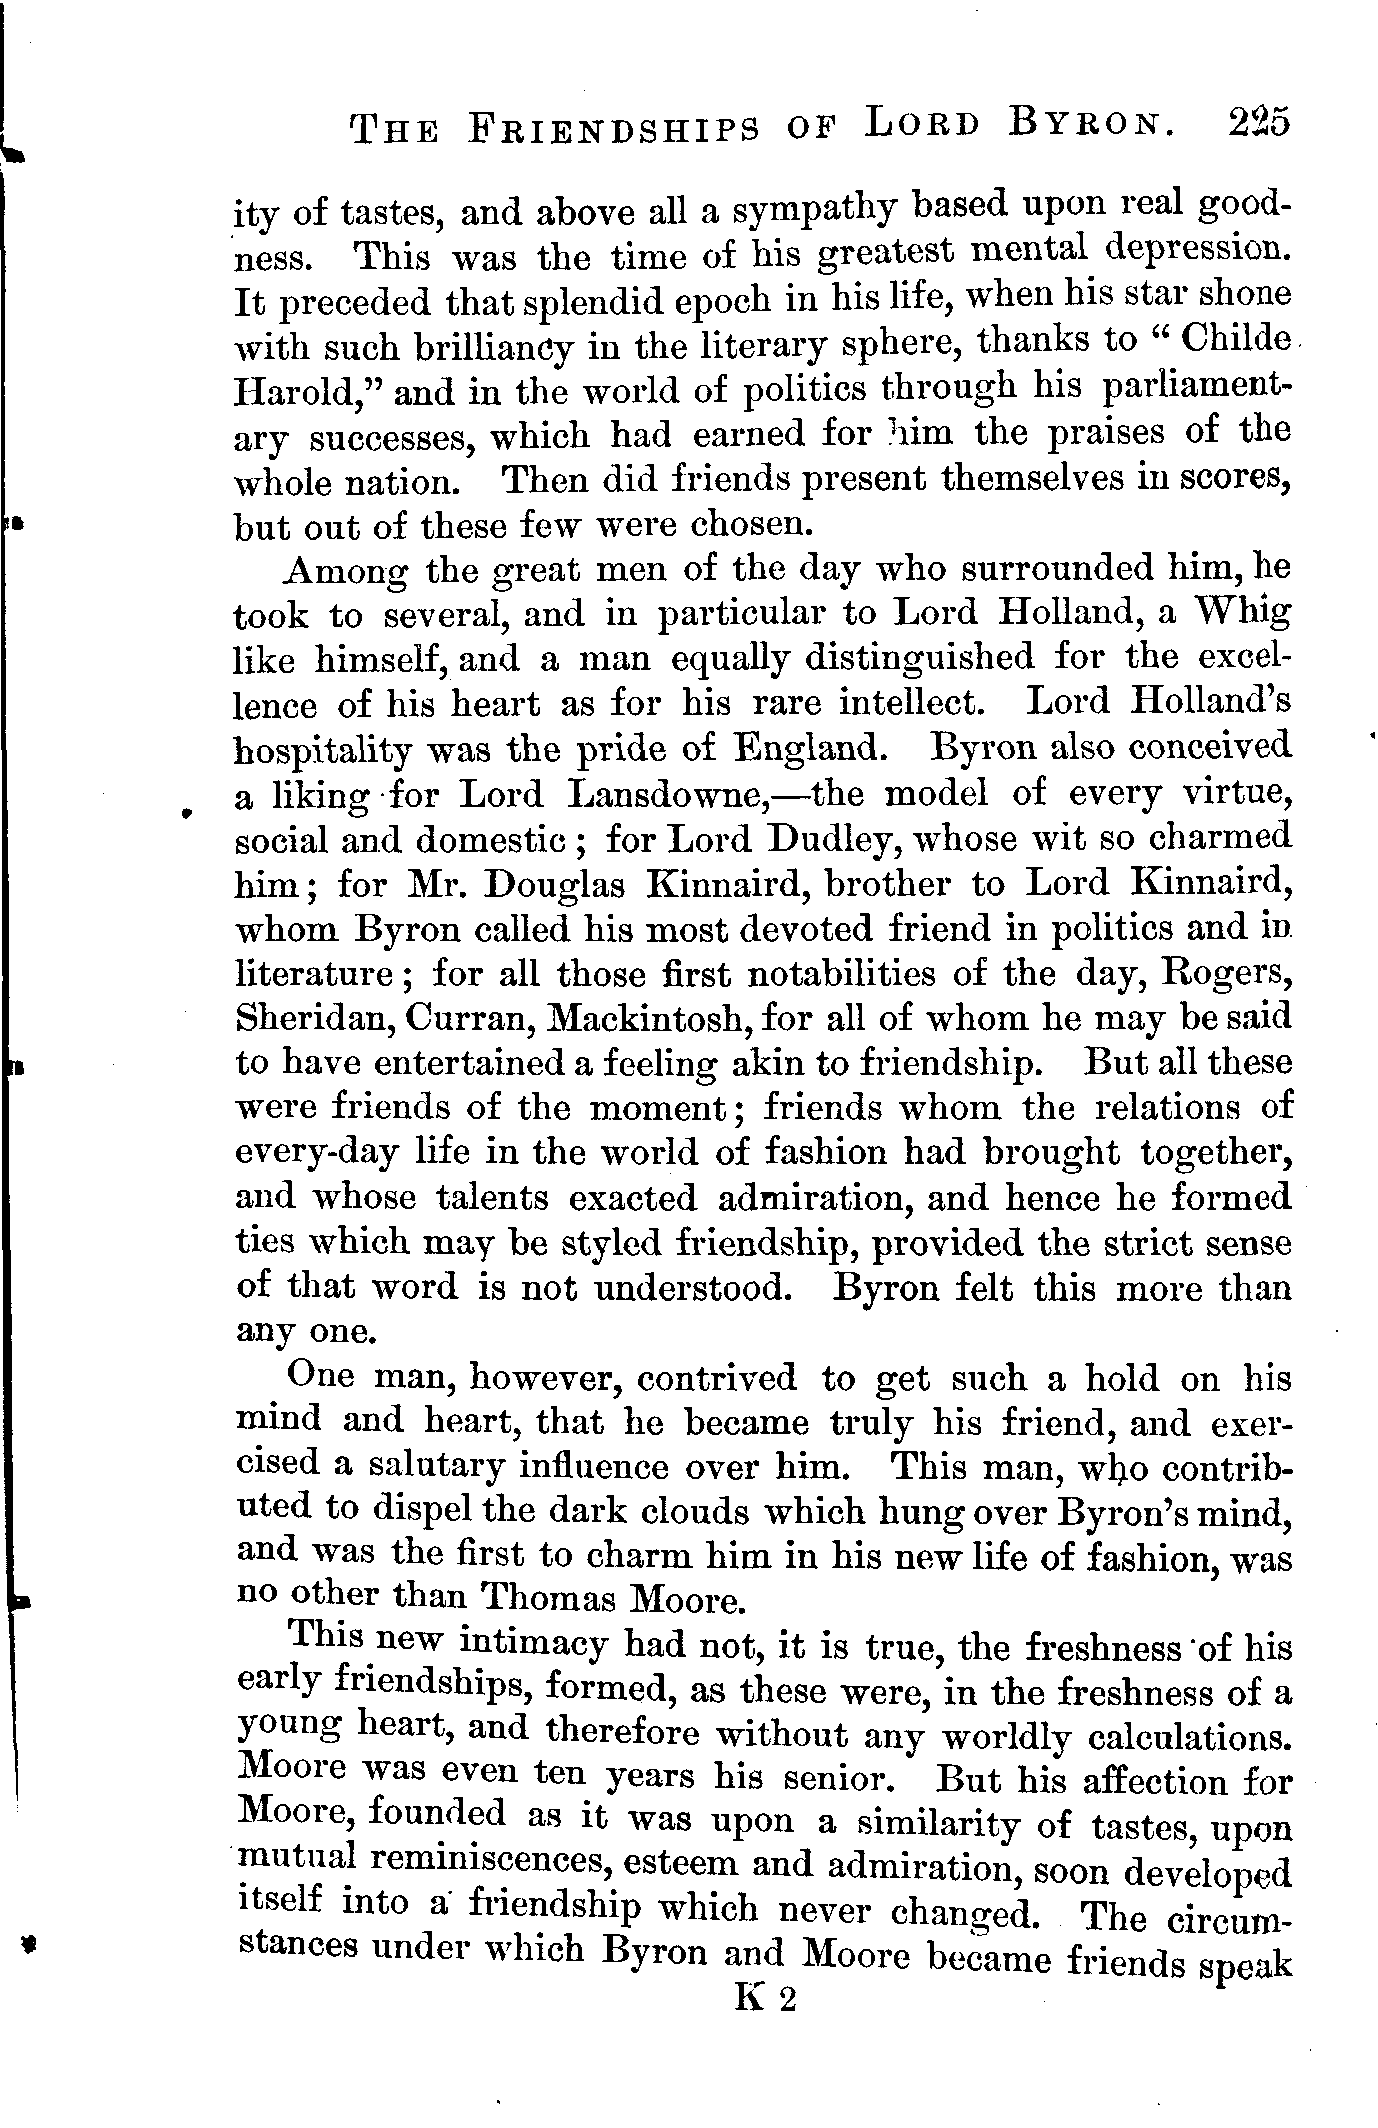 THE FRIENDSHIPS OF LORD BYRON. 225
ity of tastes, and above all a sympathy based upon real good-
ness. This was the time of his greatest mental depression.
It preceded that splendid epoch in his life, when his star shone
with such brilliancy in the literary sphere, thanks to “ Childe
Harold,” and in the world of politics through his parliament-
ary successes, which had earned for him the praises of the
whole nation. Then did friends present themselves in scores,
but out of these few were chosen.
Among the great men of the day who surrounded him, he
took to several, and in particular to Lord Holland, a Whig
like himself, and a man equally distinguished for the excel-
lence of his heart as for his rare intellect. Lord Holland’s
hospitality was the pride of England. Byron also conceived
a liking for Lord Lansdowne,—the model of every virtue,
social and domestic ; for Lord Dudley, whose wit so charmed
him ; for Mr. Douglas Kinnaird, brother to Lord Kinnaird,
whom Byron called his most devoted friend in politics and in
literature ; for all those first notabilities of the day, Rogers,
Sheridan, Curran, Mackintosh, for all of whom he may be said
to have entertained a feeling akin to friendship. But all these
were friends of the moment ; friends whom the relations of
every-day life in the world of fashion had brought together,
and whose talents exacted admiration, and hence he formed
ties which may be styled friendship, provided the strict sense
of that word is not understood. Byron felt this more than
any one.
One man, however, contrived to get such a hold on his
mind and heart, that he became truly his friend, and exer-
cised a salutary influence over him. This man, who contrib-
uted to dispel the dark clouds which hung over Byron’s mind,
and was the first to charm him in his new life of fashion, was
no other than Thomas Moore.
This new intimacy had not, it is true, the freshness of his
early friendships, formed, as these were, in the freshness of a
young heart, and therefore without any worldly calculations.
Moore was even ten years his senior. But his affection for
Moore, founded as it was upon a similarity of tastes, upon
mutual reminiscences, esteem and admiration, soon developed
itself into a friendship which never changed. The circum-
stances under which Byron and Moore became friends speak
K 2